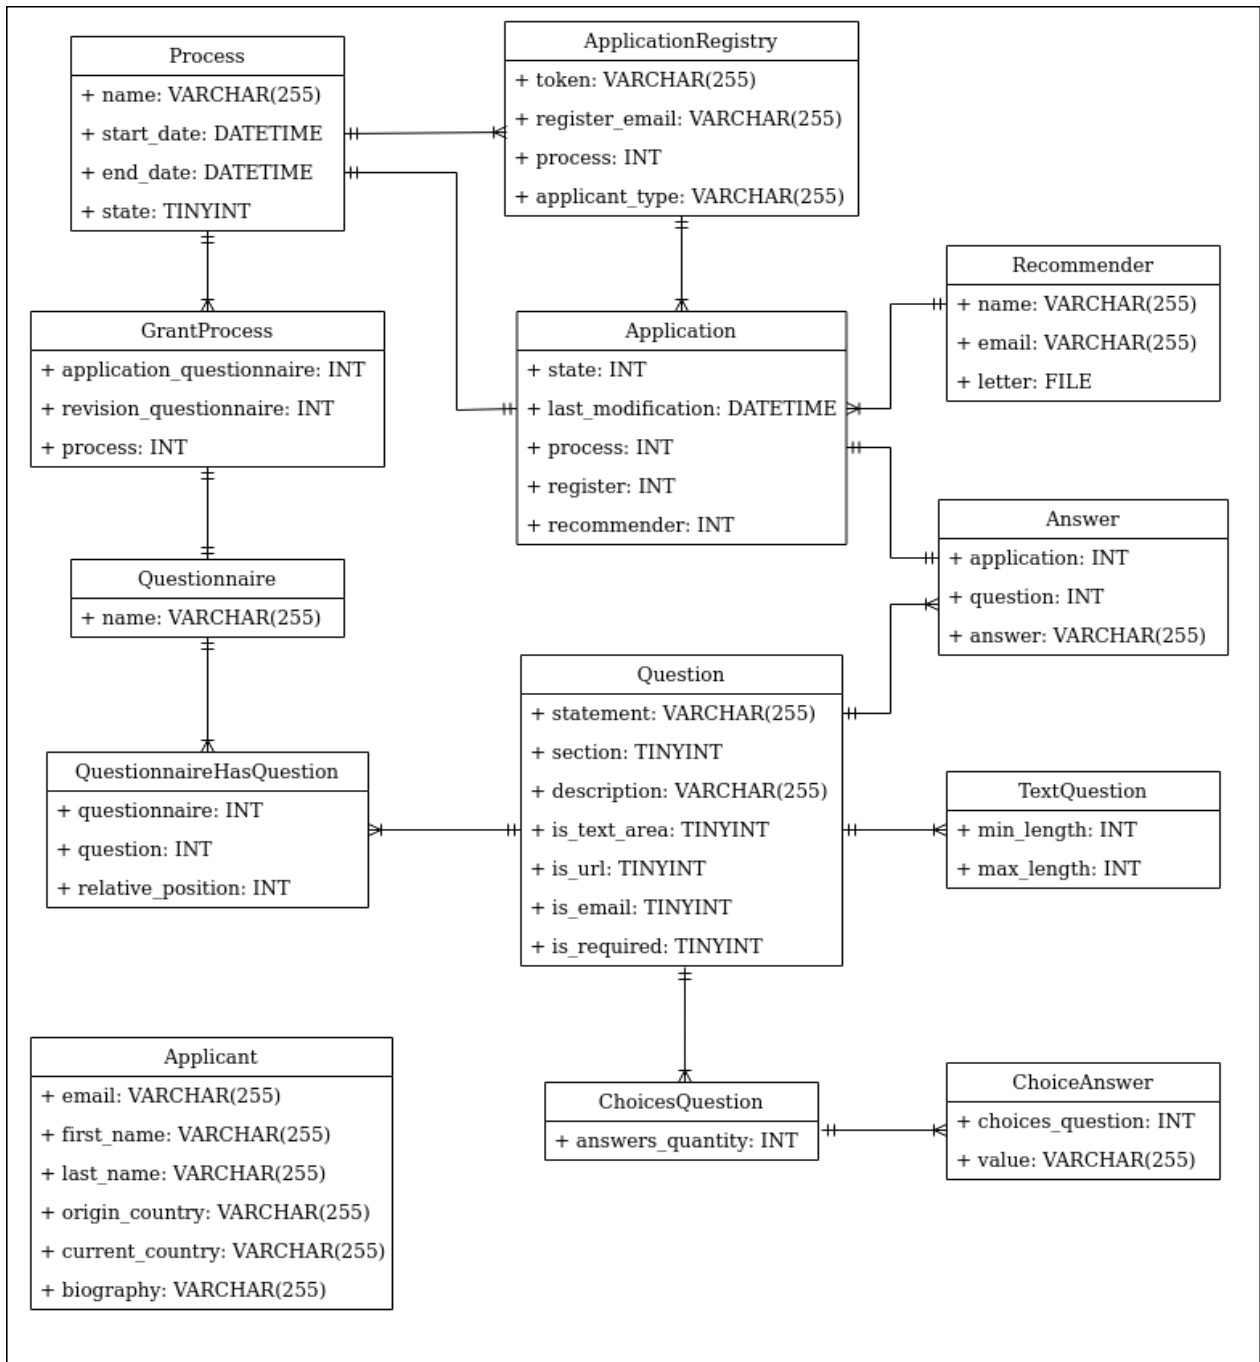 Process
+ name: VARCHAR(255)
+ start_date: DATETIME
+ end_date: DATETIME
+ state: TINYINT
ApplicationRegistry
+ token: VARCHAR(255)
+ register_email: VARCHAR(255)
+ process: INT
+ applicant_type: VARCHAR(255)
Recommender
+ name: VARCHAR(255)
+ email: VARCHAR(255)
+ letter: FILE
GrantProcess
+ application_questionnaire: INT
+ revision_questionnaire: INT
+ process: INT
Application
+ state: INT
+ last_modification: DATETIME
+ process: INT
+ register: INT
+ recommender: INT
Answer
+ application: INT
+ question: INT
+ answer: VARCHAR(255)
Questionnaire
+ name: VARCHAR(255)
Question
+ statement: VARCHAR(255)
+ section: TINYINT
+ description: VARCHAR(255)
+ is_text_area: TINYINT
+ is_url: TINYINT
+ is_email: TINYINT
+ is_required: TINYINT
QuestionnaireHasQuestion
+ questionnaire: INT
+ question: INT
+ relative_position: INT
TextQuestion
+ min_length: INT
+ max_length: INT
Applicant
+ email: VARCHAR(255)
+ first_name: VARCHAR(255)
+ last_name: VARCHAR(255)
+ origin_country: VARCHAR(255)
+ current_country: VARCHAR(255)
+ biography: VARCHAR(255)
ChoicesQuestion
+ answers_quantity: INT
ChoiceAnswer
+ choices_question: INT
+ value: VARCHAR(255)